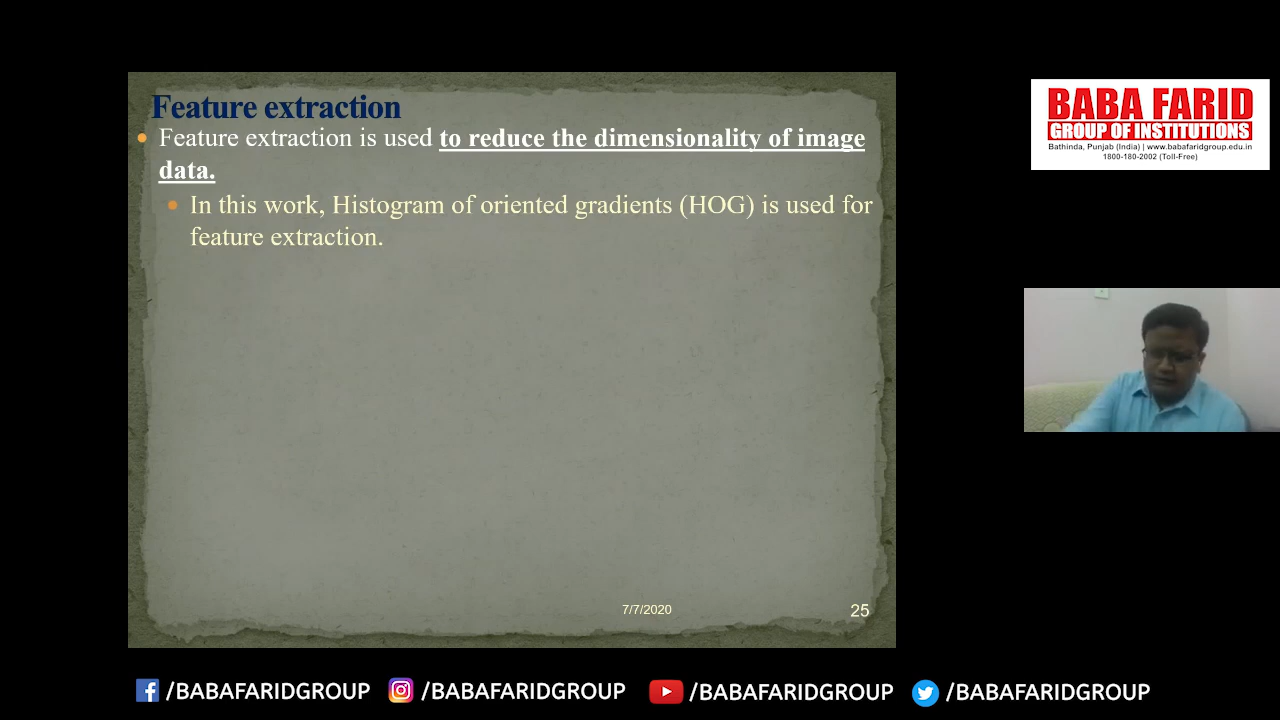 Feature extraction
Feature extraction is used to reduce the dimensionality of image
data.
In this work, Histogram of oriented gradients (HOG) is used for
feature extraction.
7/7/2020
25
BABA FARID
GROUP OF INSTITUTIONS
Bathinda, Punjab (India) | www.babafaridgroup.edu.in
1800-180-2002 (Toll-Free)
/BABAFARIDGROUP
/BABAFARIDGROUP
/BABAFARIDGROUP
/BABAFARIDGROUP